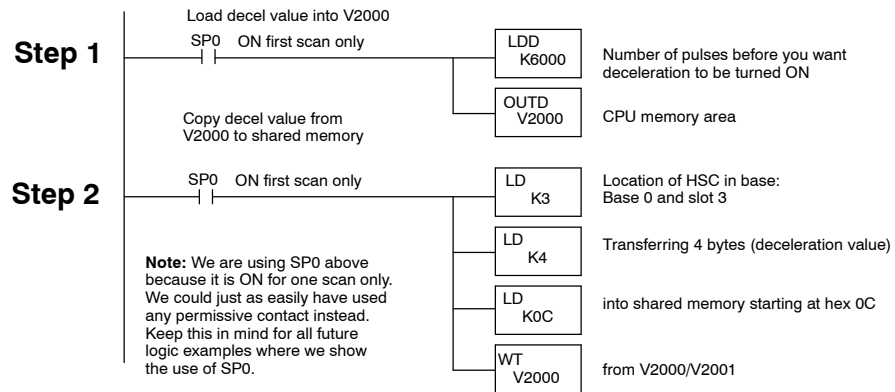 Load decel value into V2000
Step 1
SP0 ON first scan only
LDD
K6000
Number of pulses before you want
deceleration to be turned ON
OUTD
V2000
CPU memory area
Copy decel value from
V2000 to shared memory
Step 2
SP0 ON first scan only
LD
K3
Location of HSC in base:
Base 0 and slot 3
LD
K4
Transferring 4 bytes (deceleration value)
Note: We are using SP0 above
because it is ON for one scan only.
We could just as easily have used
any permissive contact instead.
Keep this in mind for all future
logic examples where we show
the use of SP0.
LD
K0C
into shared memory starting at hex 0C
WT
V2000
from V2000/V2001